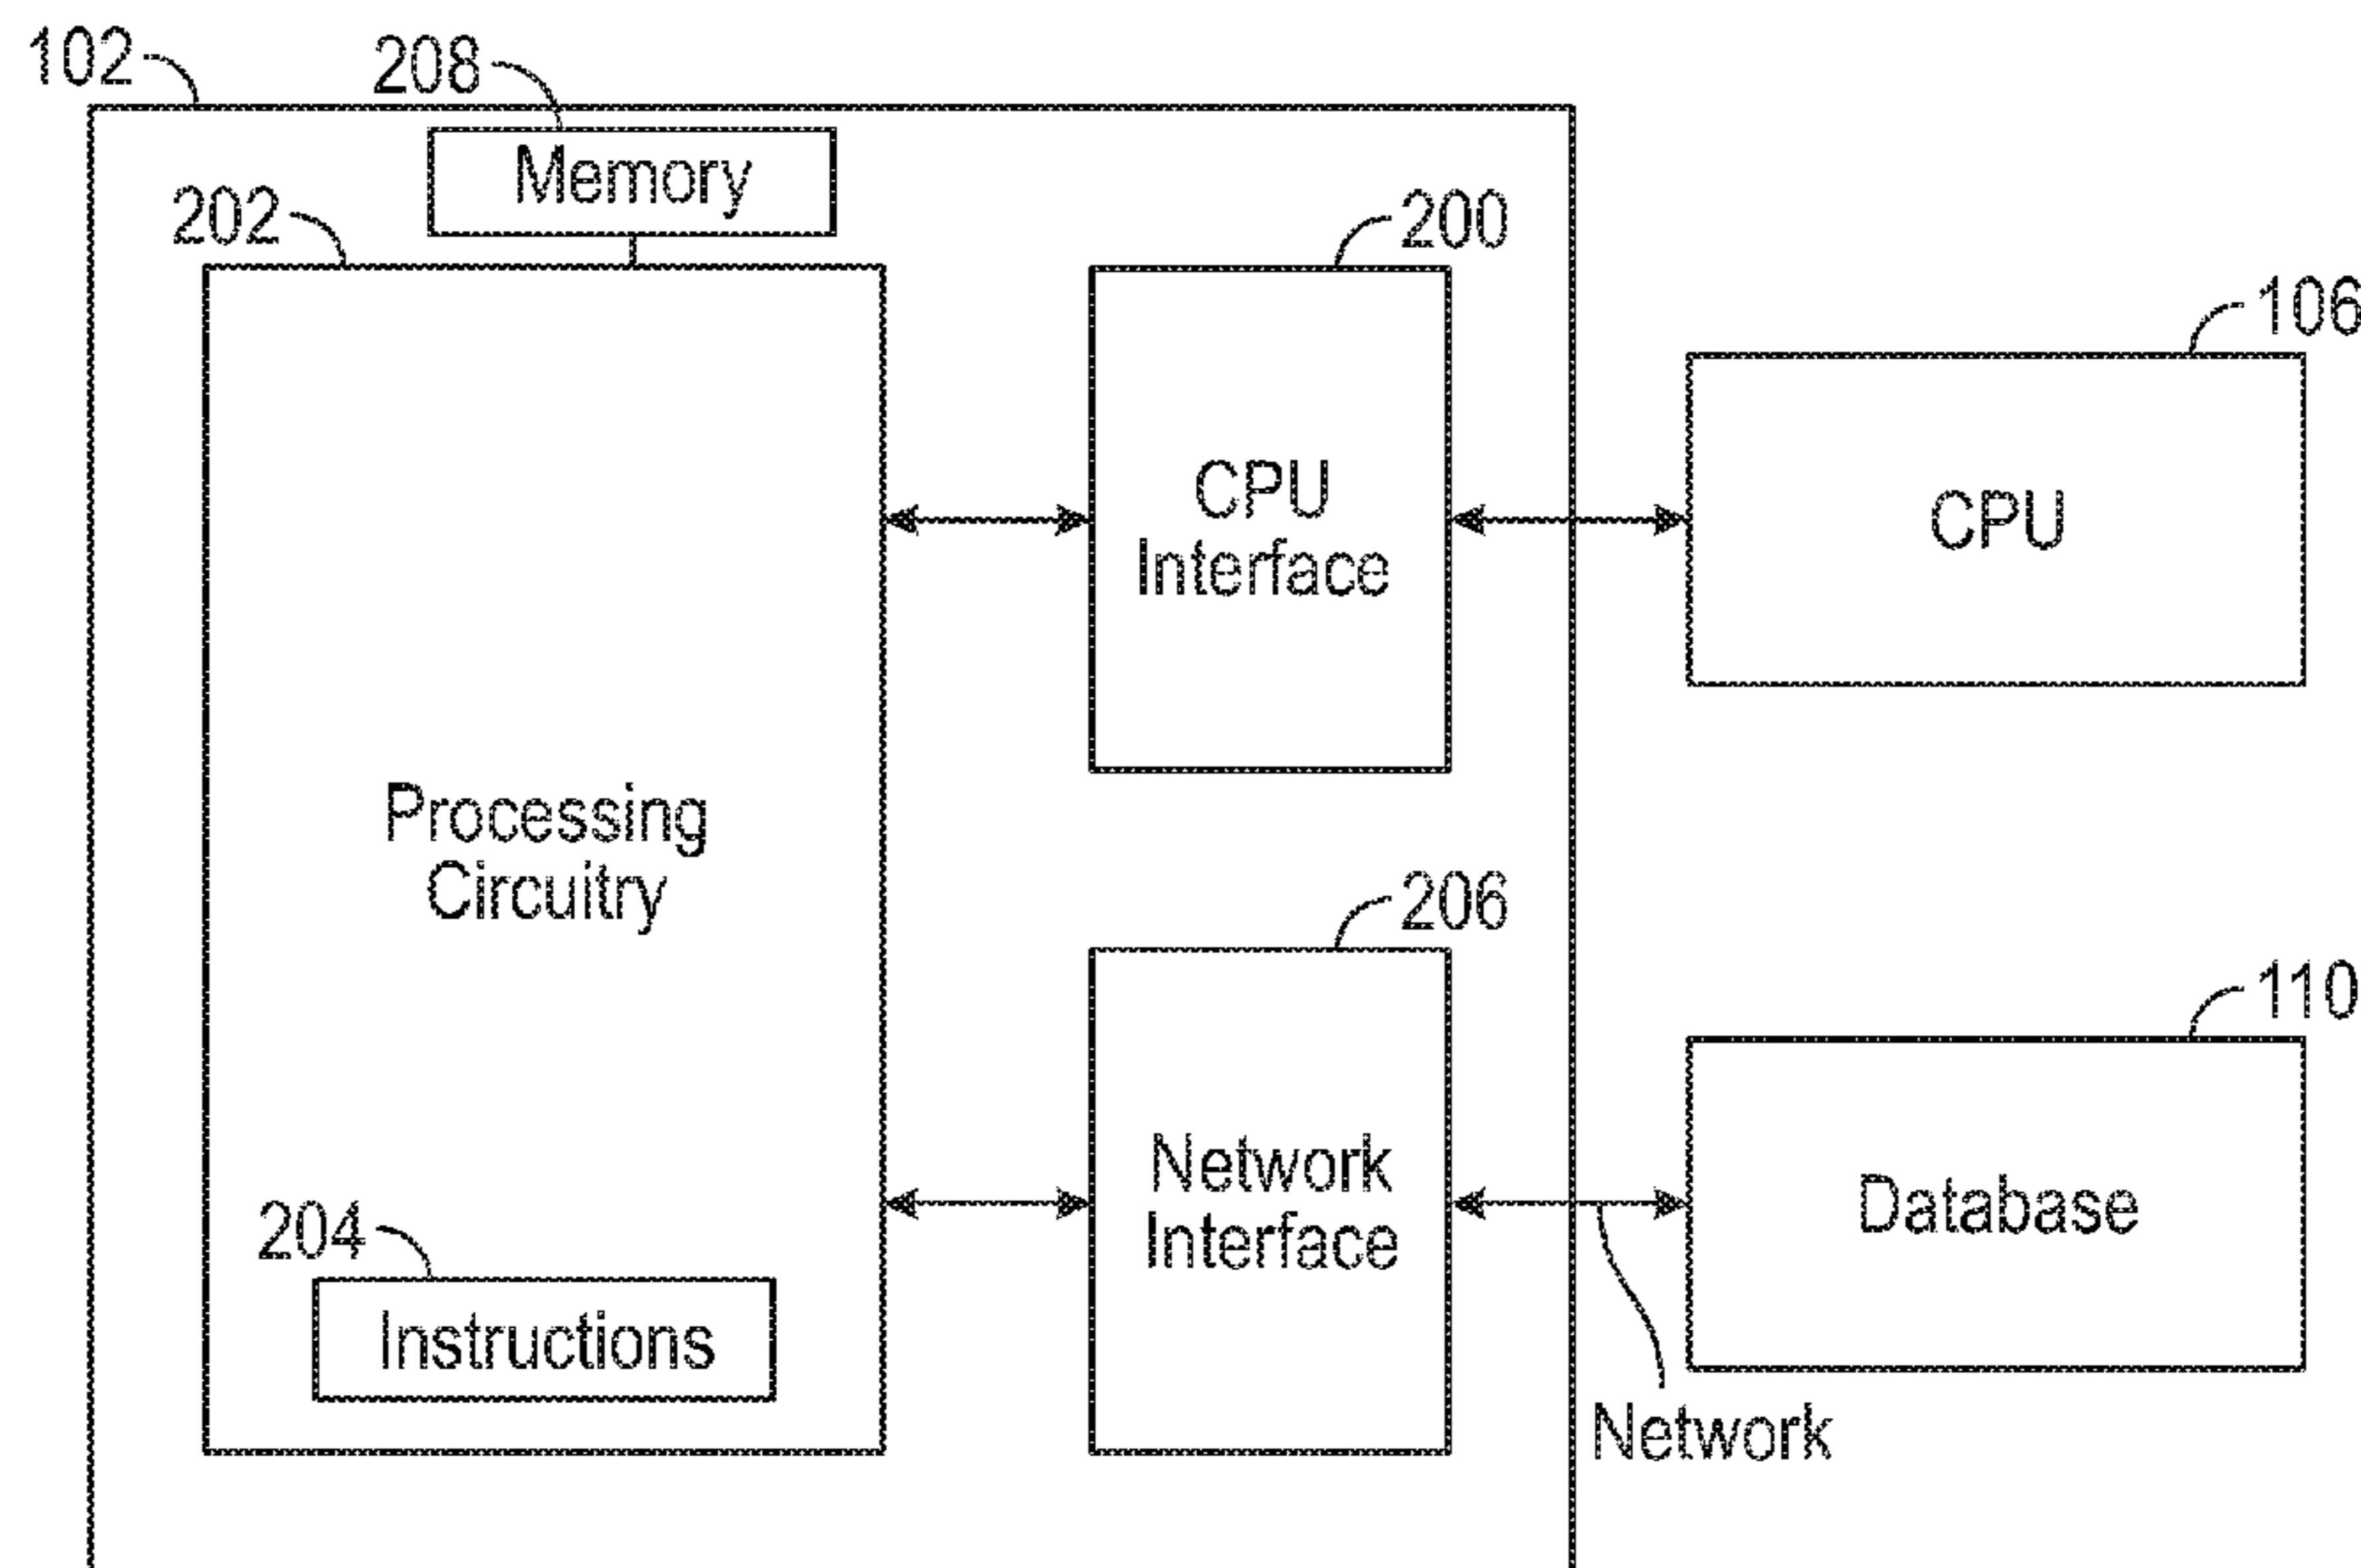 102
208
Memory
202
200
106
CPU
Interface
CPU
Processing
Circuitry
206
110
Network
Interface
Database
204
Instructions
Network